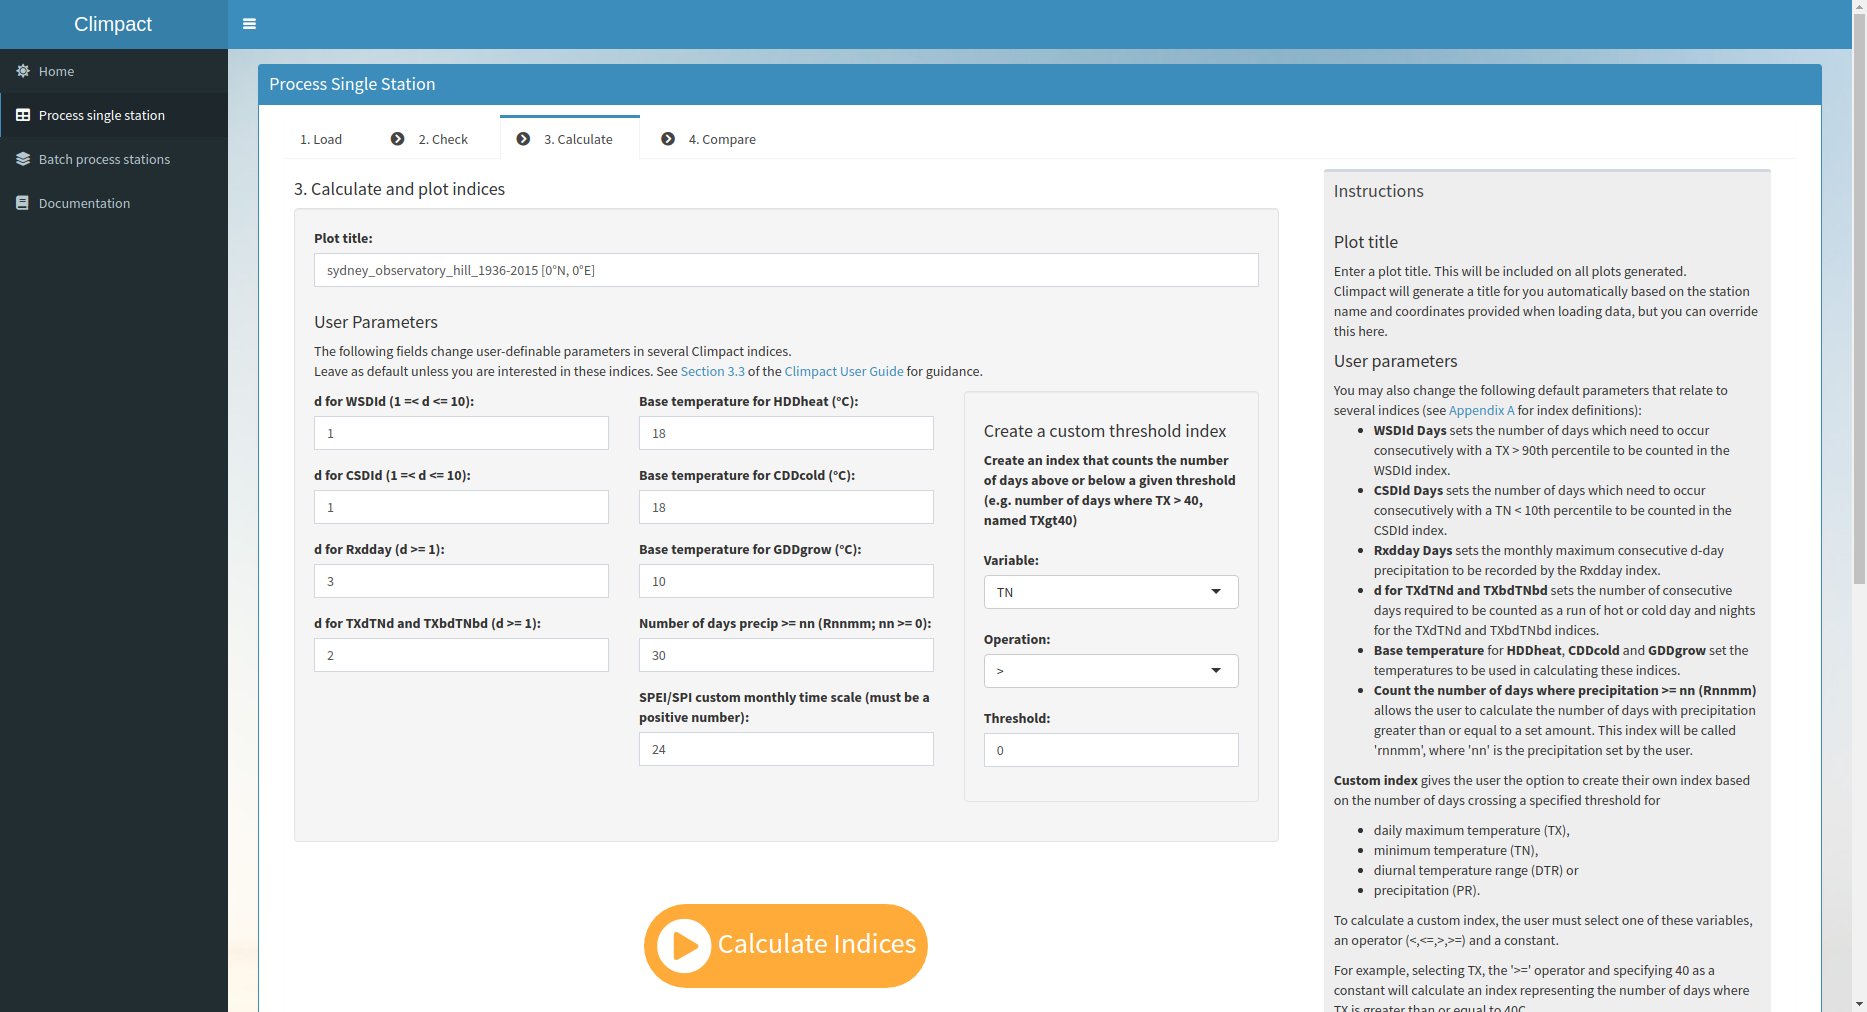 Climpact
Home
Process single station
Batch process stations
Documentation
Process Single Station
1. Load
2. Check
3. Calculate
4. Compare
3. Calculate and plot indices
Plot title:
sydney_observatory_hill_1936-2015 [0°N, 0°E]
User Parameters
The following fields change user-definable parameters in several Climpact indices.
Leave as default unless you are interested in these indices. See Section 3.3 of the Climpact User Guide for guidance.
d for WSDId (1 =< d <= 10):
1
d for CSDId (1 =< d <= 10):
1
d for Rxdday (d >= 1):
3
d for TXdTNd and TXbdTNbd (d >= 1):
2
Base temperature for HDDheat (°C):
18
Base temperature for CDDcold (°C):
18
Base temperature for GDDgrow (°C):
10
Number of days precip >= nn (Rnnmm; nn >= 0):
30
SPEI/SPI custom monthly time scale (must be a
positive number):
24
Create a custom threshold index
Create an index that counts the number
of days above or below a given threshold
(e.g. number of days where TX > 40,
named TXgt40)
Variable:
TN
Operation:
>
Threshold:
0
Calculate Indices
Instructions
Plot title
Enter a plot title. This will be included on all plots generated.
Climpact will generate a title for you automatically based on the station
name and coordinates provided when loading data, but you can override
this here.
User parameters
You may also change the following default parameters that relate to
several indices (see Appendix A for index definitions):
• WSDId Days sets the number of days which need to occur
consecutively with a TX > 90th percentile to be counted in the
WSDId index.
• CSDId Days sets the number of days which need to occur
consecutively with a TN < 10th percentile to be counted in the
CSDId index.
• Rxdday Days sets the monthly maximum consecutive d-day
precipitation to be recorded by the Rxdday index.
• d for TXdTNd and TXbdTNbd sets the number of consecutive
days required to be counted as a run of hot or cold day and nights
for the TXdTNd and TXbdTNbd indices.
• Base temperature for HDDheat, CDDcold and GDDgrow set the
temperatures to be used in calculating these indices.
• Count the number of days where precipitation >= nn (Rnnmm)
allows the user to calculate the number of days with precipitation
greater than or equal to a set amount. This index will be called
'rnnmm', where 'nn' is the precipitation set by the user.
Custom index gives the user the option to create their own index based
on the number of days crossing a specified threshold for
• daily maximum temperature (TX),
• minimum temperature (TN),
• diurnal temperature range (DTR) or
• precipitation (PR).
To calculate a custom index, the user must select one of these variables,
an operator (<,<=,>,>=) and a constant.
For example, selecting TX, the '>=' operator and specifying 40 as a
constant will calculate an index representing the number of days where
TX is greater than or equal to 40C